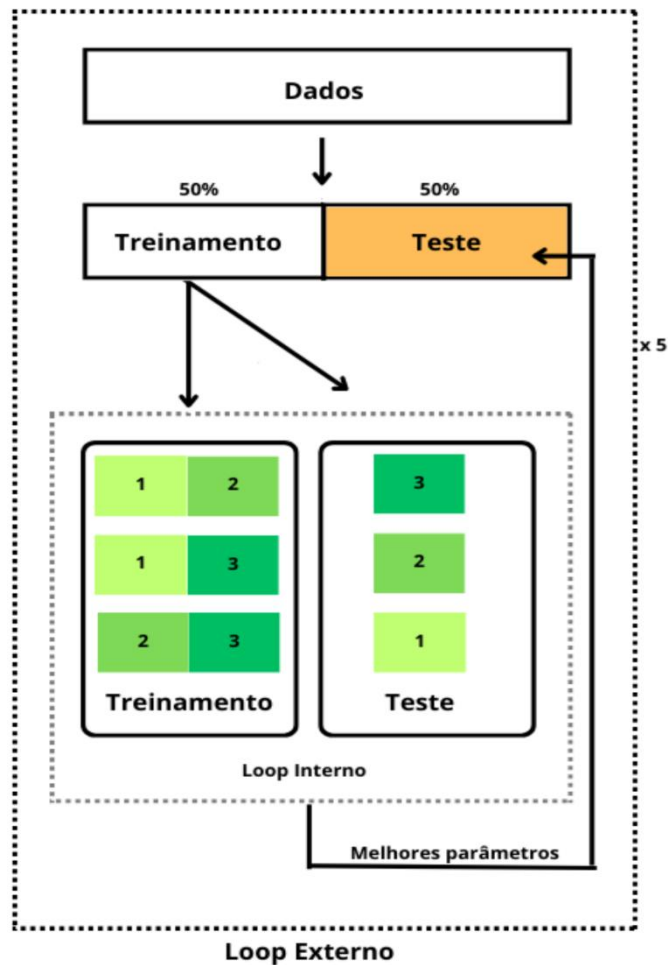 Dados
50% 50%
Treinamento Teste
x 5
1 2 3
1 3 2
2 3 1
Treinamento Teste
Loop Interno
Melhores parâmetros
Loop Externo